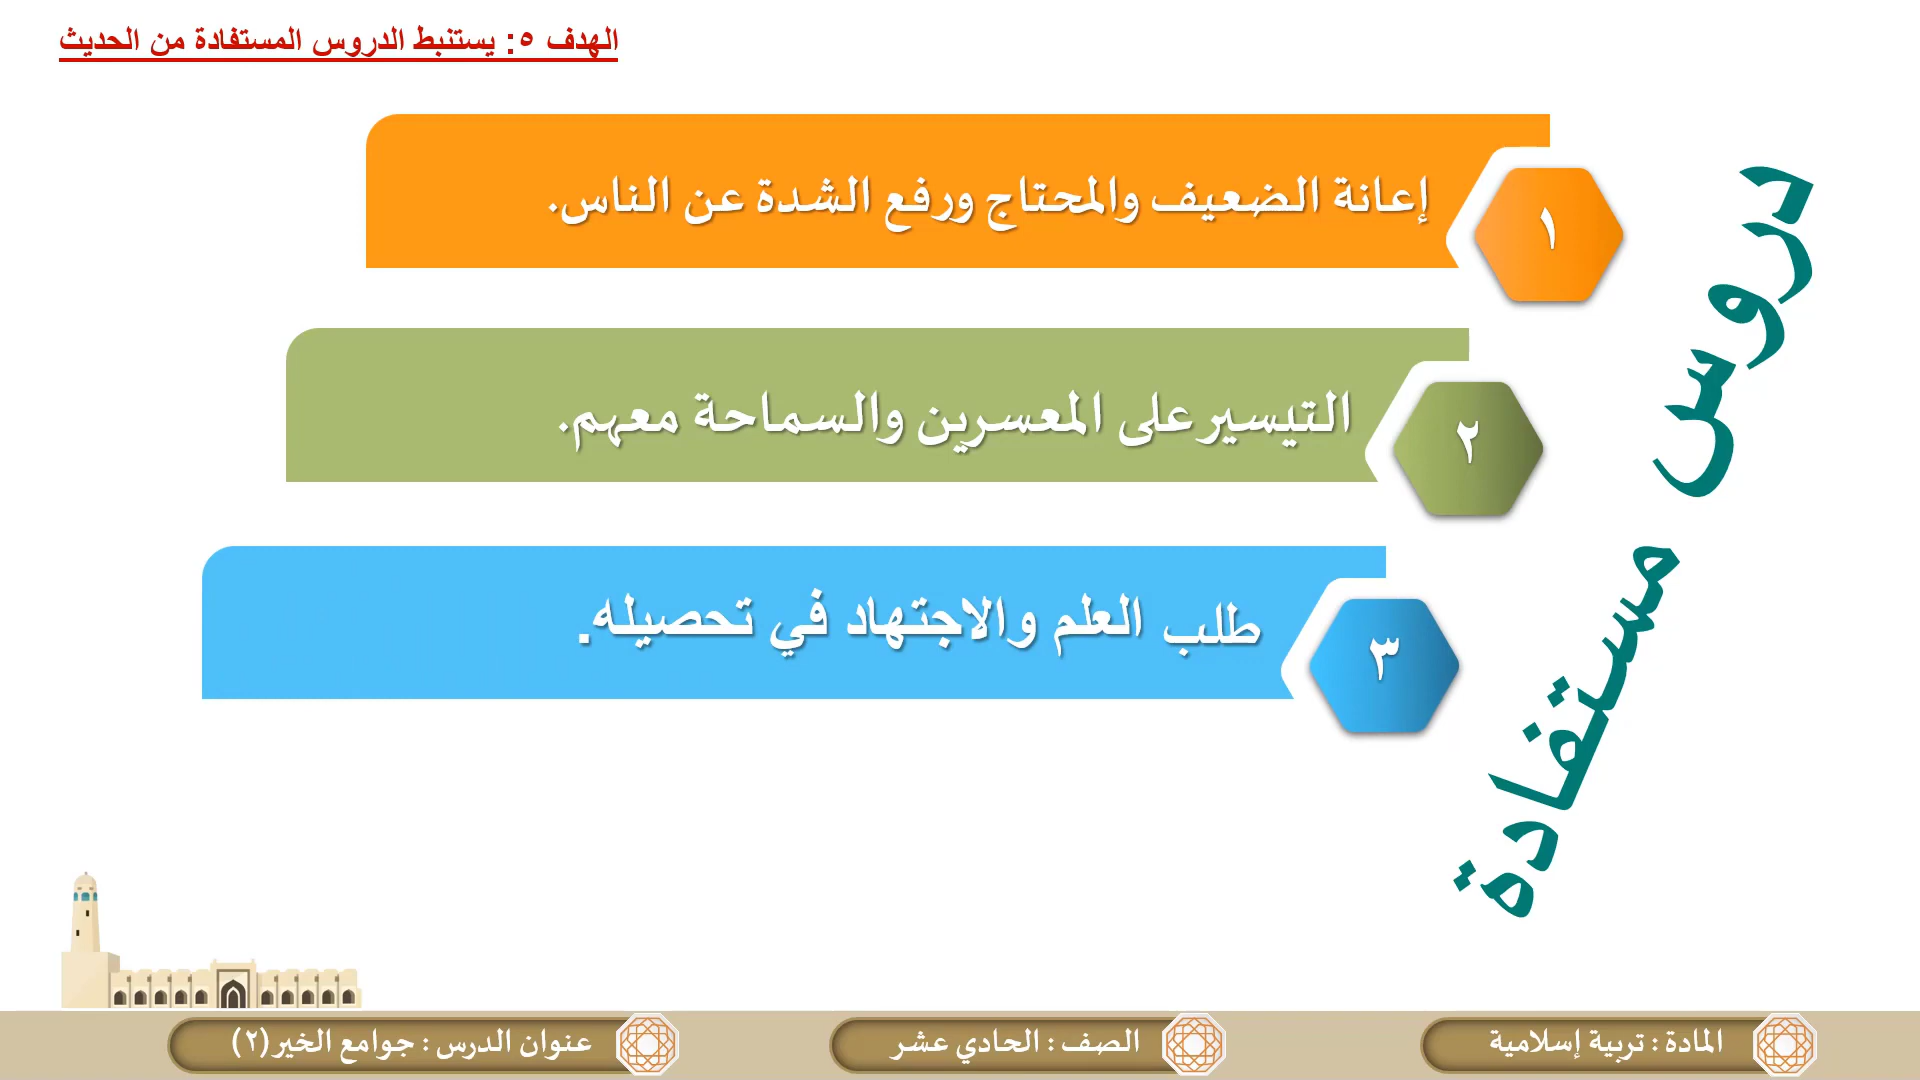 الهدف ٥: يستنبط الدروس المستفادة من الحديث
دروس مستفادة
١
إعانة الضعيف والمحتاج ورفع الشدة عن الناس.
٢
التيسير على المعسرين والسماحة معهم.
٣
طلب العلم والاجتهاد في تحصيله.
المادة : تربية إسلامية
الصف : الحادي عشر
عنوان الدرس : جوامع الخير (٢)